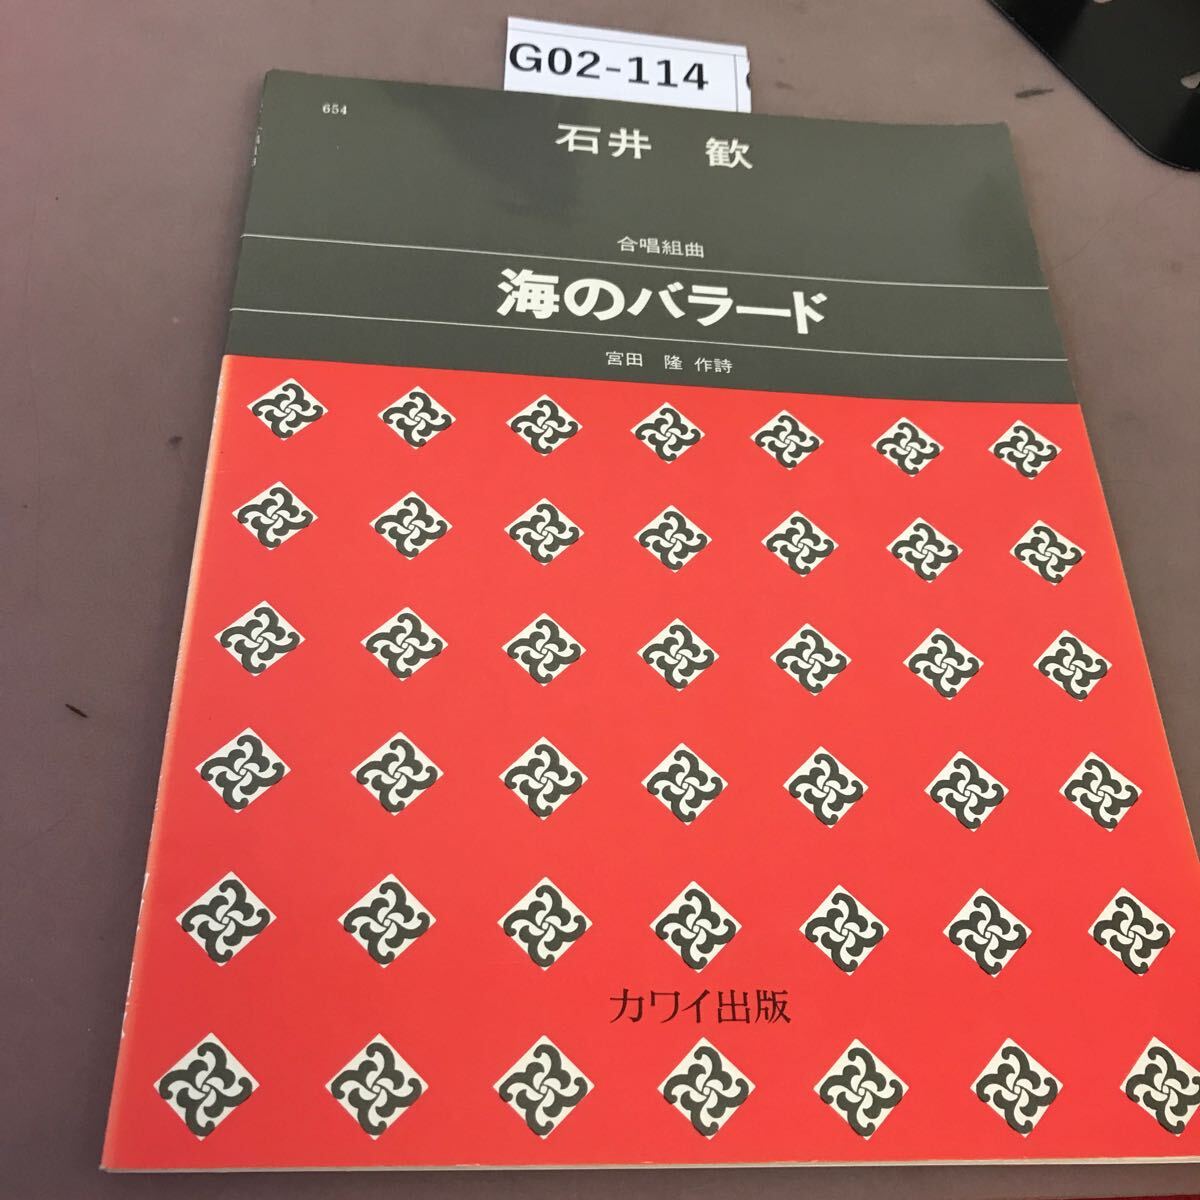 G02-114
654
石井 歓
合唱組曲
海のバラード
宮田 隆 作詩
カワイ出版